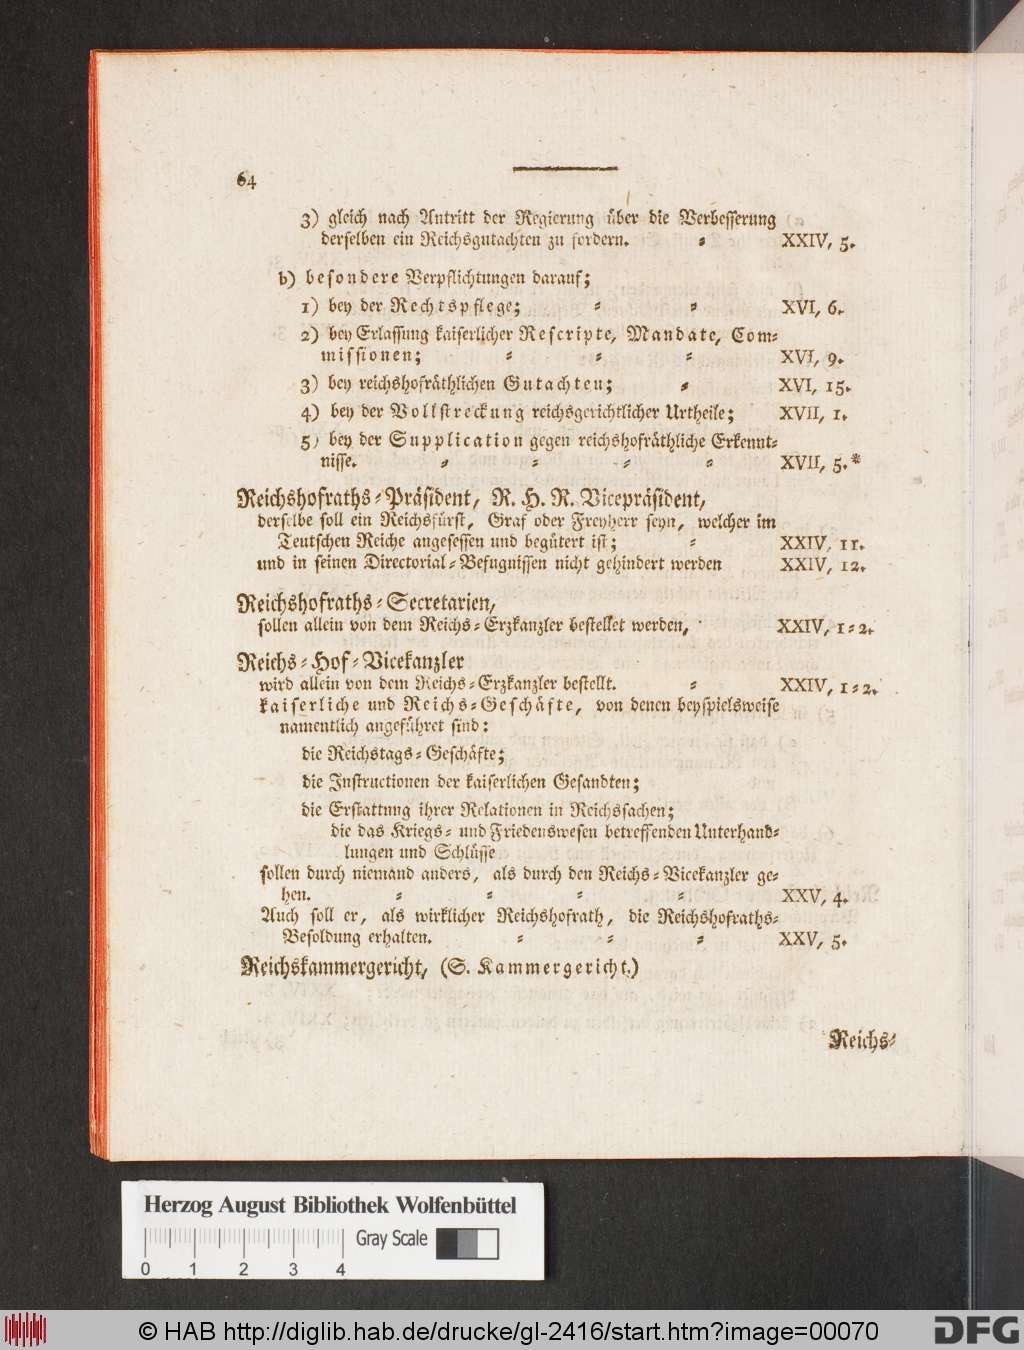 64
3) gleich nach Antritt der Regierung über die Verbesserung
derselben ein Reichsgutachten zu fordern. = XXIV, 5.
b) besondere Verpflichtungen darauf;
1) bey der Rechtspflege; = = XVI, 6.
2) bey Erlassung kaiserlicher Rescripte, Mandate, Com=
missionen; = = = XVI, 9.
3) bey reichshofräthlichen Gutachten; = XVI, 15.
4) bey der Vollstreckung reichsgerichtlicher Urtheile; XVII, 1.
5) bey der Supplication gegen reichshofräthliche Erkennt=
nisse. = = = = XVII, 5.*
Reichshofraths=Präsident, R. H. R. Vicepräsident,
derselbe soll ein Reichsfürst, Graf oder Freyherr seyn, welcher im
Teutschen Reiche angesessen und begütert ist; = XXIV, 11.
und in seinen Directorial=Befugnissen nicht gehindert werden XXIV, 12.
Reichshofraths=Secretarien,
sollen allein von dem Reichs=Erzkanzler bestellet werden, XXIV, 1=2.
Reichs=Hof=Vicekanzler
wird allein von dem Reichs=Erzkanzler bestellt. = XXIV, 1=2.
kaiserliche und Reichs=Geschäfte, von denen beyspielsweise
namentlich angeführet sind:
die Reichstags=Geschäfte;
die Instructionen der kaiserlichen Gesandten;
die Erstattung ihrer Relationen in Reichssachen;
die das Kriegs= und Friedenswesen betreffenden Unterhand=
lungen und Schlüsse
sollen durch niemand anders, als durch den Reichs=Vicekanzler ge=
hen. = = = = XXV, 4.
Auch soll er, als wirklicher Reichshofrath, die Reichshofraths=
Besoldung erhalten. = = = XXV, 5.
Reichskammergericht, (S. Kammergericht.)
Reichs=
Herzog August Bibliothek Wolfenbüttel
Gray Scale
0 1 2 3 4
© HAB http://diglib.hab.de/drucke/gl-2416/start.htm?image=00070
DFG